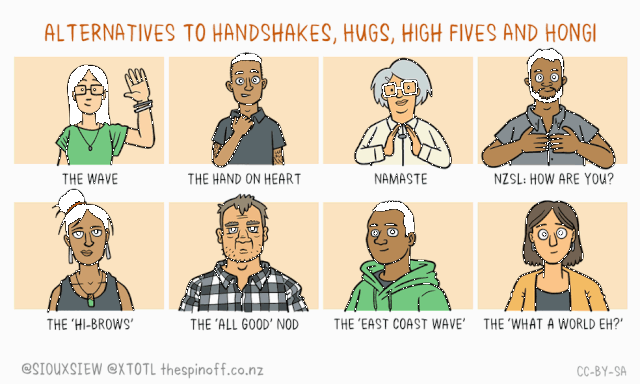 ALTERNATIVES TO HANDSHAKES, HUGS, HIGH FIVES AND HONGI
THE WAVE
THE HAND ON HEART
NAMASTE
NZSL: HOW ARE YOU?
THE 'HI-BROWS'
THE 'ALL GOOD' NOD
THE 'EAST COAST WAVE'
THE 'WHAT A WORLD EH?'
@SIOUXSIEW @XTOTL thespinoff.co.nz
CC-BY-SA